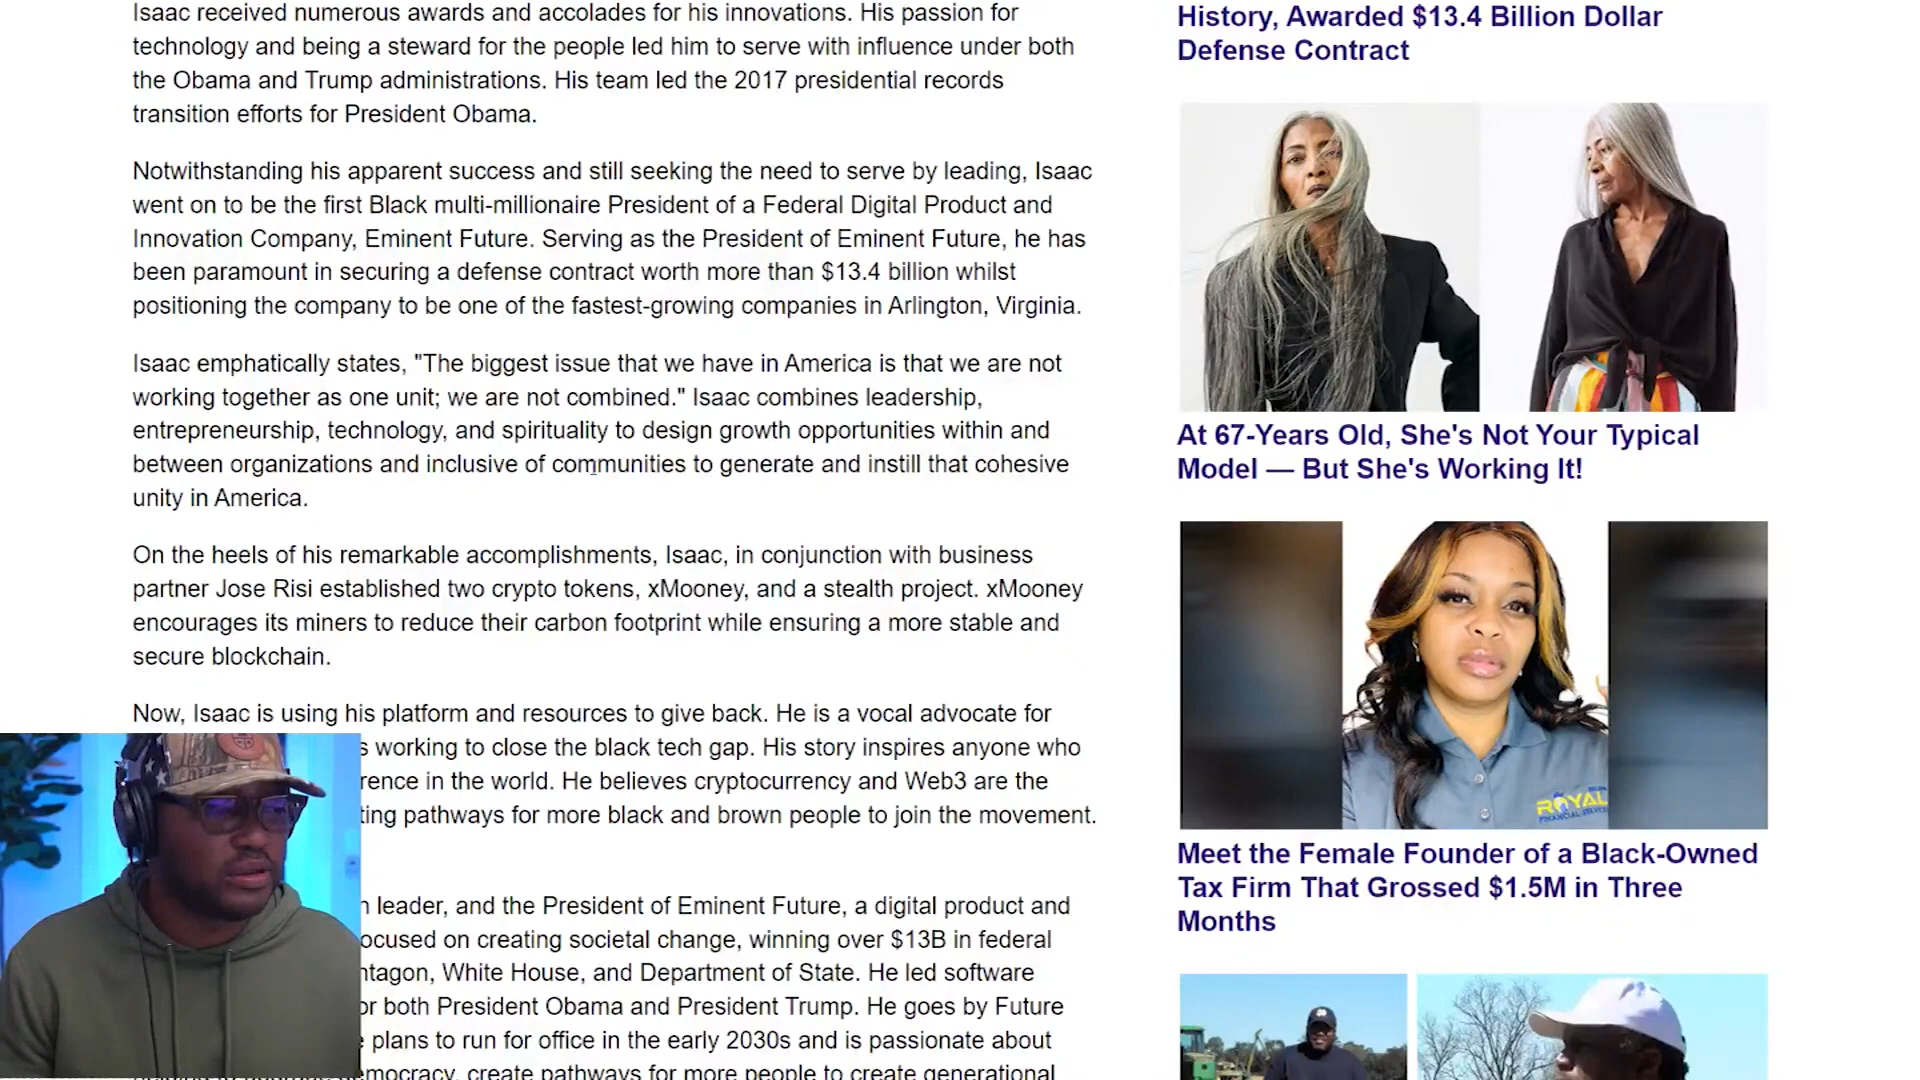 Isaac received numerous awards and accolades for his innovations. His passion for
technology and being a steward for the people led him to serve with influence under both
the Obama and Trump administrations. His team led the 2017 presidential records
transition efforts for President Obama.
Notwithstanding his apparent success and still seeking the need to serve by leading, Isaac
went on to be the first Black multi-millionaire President of a Federal Digital Product and
Innovation Company, Eminent Future. Serving as the President of Eminent Future, he has
been paramount in securing a defense contract worth more than $13.4 billion whilst
positioning the company to be one of the fastest-growing companies in Arlington, Virginia.
Isaac emphatically states, "The biggest issue that we have in America is that we are not
working together as one unit; we are not combined." Isaac combines leadership,
entrepreneurship, technology, and spirituality to design growth opportunities within and
between organizations and inclusive of communities to generate and instill that cohesive
unity in America.
On the heels of his remarkable accomplishments, Isaac, in conjunction with business
partner Jose Risi established two crypto tokens, xMooney, and a stealth project. xMooney
encourages its miners to reduce their carbon footprint while ensuring a more stable and
secure blockchain.
Now, Isaac is using his platform and resources to give back. He is a vocal advocate for
working to close the black tech gap. His story inspires anyone who
rence in the world. He believes cryptocurrency and Web3 are the
ting pathways for more black and brown people to join the movement.
leader, and the President of Eminent Future, a digital product and
ocused on creating societal change, winning over $13B in federal
ntagon, White House, and Department of State. He led software
or both President Obama and President Trump. He goes by Future
plans to run for office in the early 2030s and is passionate about
emocracy, create pathways for more people to create generational
History, Awarded $13.4 Billion Dollar
Defense Contract
At 67-Years Old, She's Not Your Typical
Model — But She's Working It!
ROYAL
FINANCIAL
Meet the Female Founder of a Black-Owned
Tax Firm That Grossed $1.5M in Three
Months